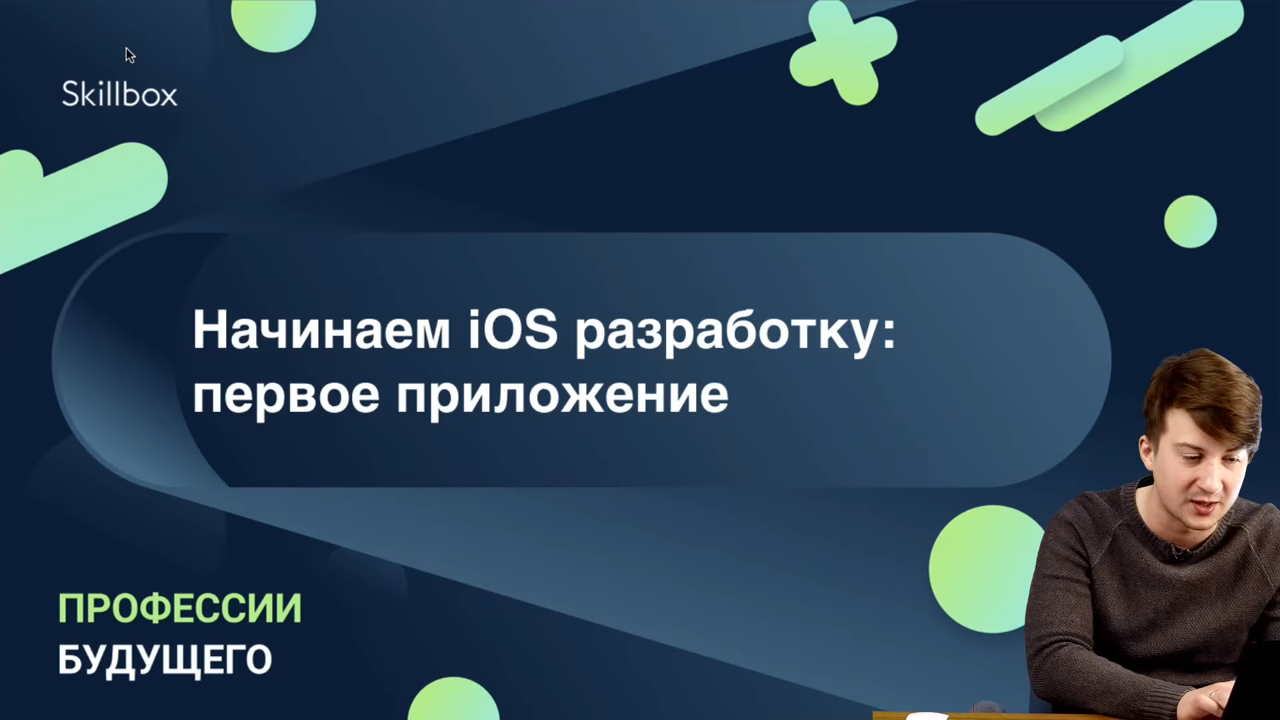 Skillbox
Начинаем iOS разработку:
первое приложение
ПРОФЕССИИ
БУДУЩЕГО